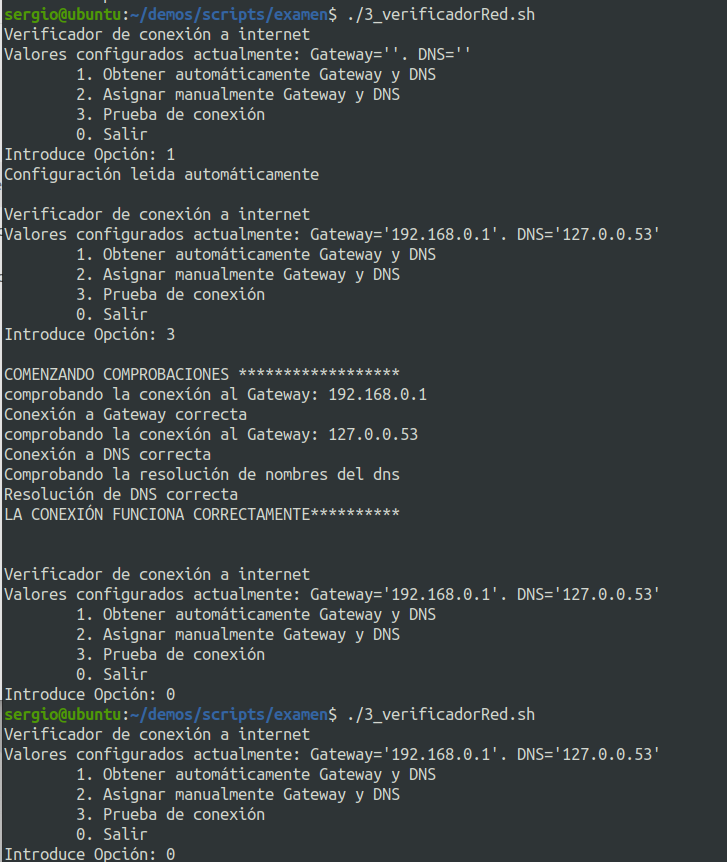 sergio@ubuntu:~/demos/scripts/examen$ ./3_verificadorRed.sh
Verificador de conexión a internet
Valores configurados actualmente: Gateway=''. DNS=''
1. Obtener automáticamente Gateway y DNS
2. Asignar manualmente Gateway y DNS
3. Prueba de conexión
0. Salir
Introduce Opción: 1
Configuración leida automáticamente
Verificador de conexión a internet
Valores configurados actualmente: Gateway='192.168.0.1'. DNS='127.0.0.53'
1. Obtener automáticamente Gateway y DNS
2. Asignar manualmente Gateway y DNS
3. Prueba de conexión
0. Salir
Introduce Opción: 3
COMENZANDO COMPROBACIONES ******************
comprobando la conexión al Gateway: 192.168.0.1
Conexión a Gateway correcta
comprobando la conexión al Gateway: 127.0.0.53
Conexión a DNS correcta
Comprobando la resolución de nombres del dns
Resolución de DNS correcta
LA CONEXIÓN FUNCIONA CORRECTAMENTE**********
Verificador de conexión a internet
Valores configurados actualmente: Gateway='192.168.0.1'. DNS='127.0.0.53'
1. Obtener automáticamente Gateway y DNS
2. Asignar manualmente Gateway y DNS
3. Prueba de conexión
0. Salir
Introduce Opción: 0
sergio@ubuntu:~/demos/scripts/examen$ ./3_verificadorRed.sh
Verificador de conexión a internet
Valores configurados actualmente: Gateway='192.168.0.1'. DNS='127.0.0.53'
1. Obtener automáticamente Gateway y DNS
2. Asignar manualmente Gateway y DNS
3. Prueba de conexión
0. Salir
Introduce Opción: 0